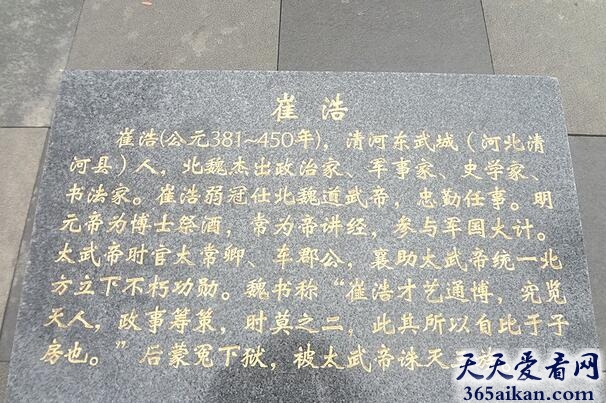 崔浩
崔浩(公元381~450年)，清河东武城（河北清
河县）人，北魏杰出政治家、军事家、史学家、
书法家。崔浩弱冠仕北魏道武帝，忠勤任事。明
元帝为博士祭酒，常为帝讲经，参与军国大计。
太武帝时官太常卿、车郡公，襄助太武帝统一北
方立下不朽功勋。魏书称“崔浩才艺通博，究览
天人，政事筹策，时莫之二，此其所以自比于子
房也。”后蒙冤下狱，被太武帝诛灭
天天爱看网
365aikan.com